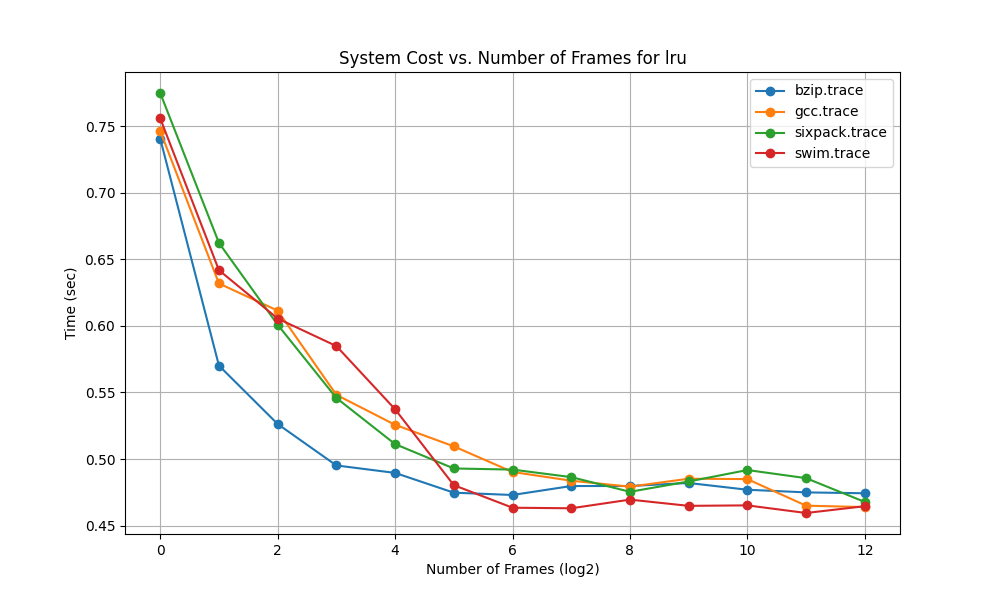 System Cost vs. Number of Frames for lru
bzip.trace
gcc.trace
sixpack.trace
swim.trace
0.75
0.70
0.65
0.60
0.55
0.50
0.45
Time (sec)
0 2 4 6 8 10 12
Number of Frames (log2)